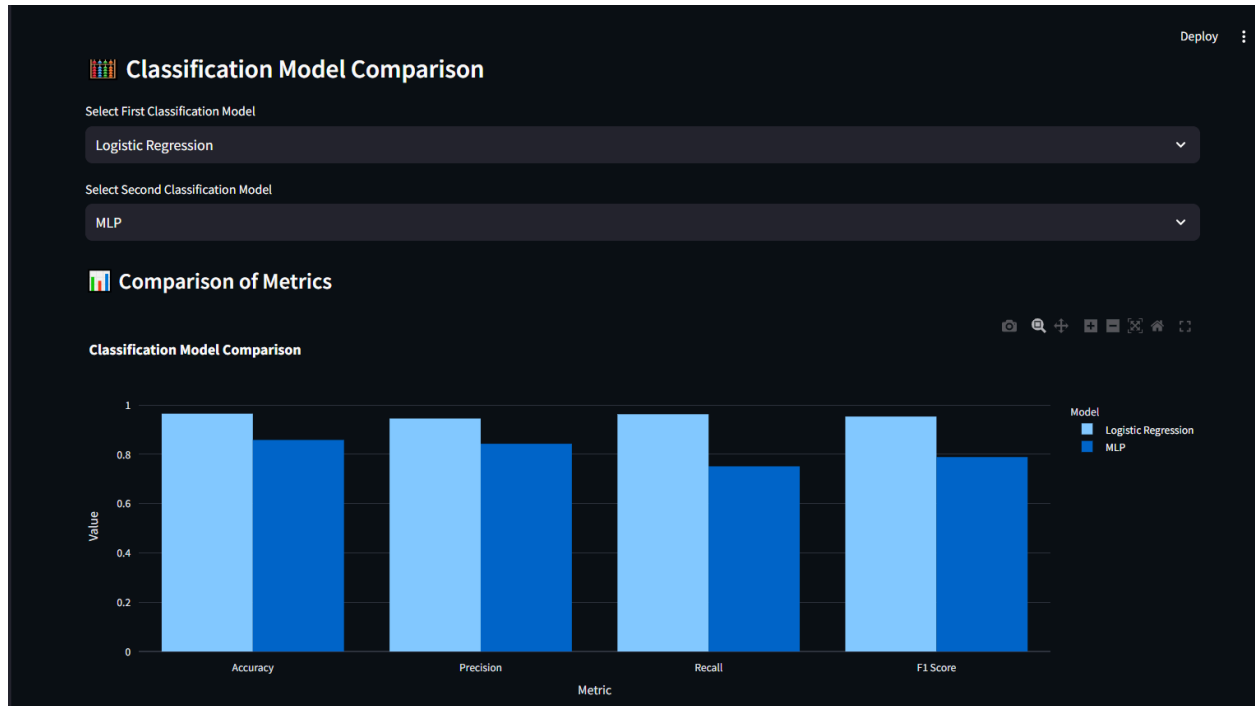 Deploy
Classification Model Comparison
Select First Classification Model
Logistic Regression
Select Second Classification Model
MLP
Comparison of Metrics
Classification Model Comparison
1
0.8
0.6
0.4
0.2
0
Value
Accuracy
Precision
Recall
F1 Score
Metric
Model
Logistic Regression
MLP